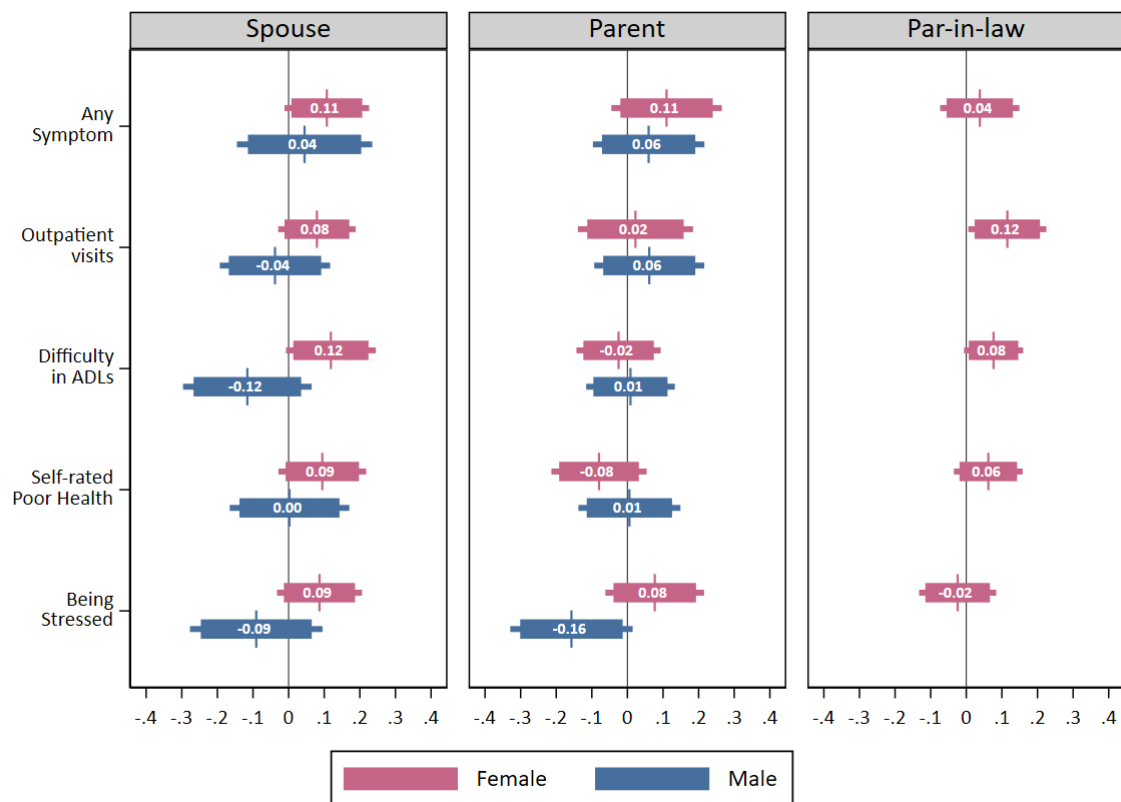 Spouse
Parent
Par-in-law
Any
Symptom
0.11
0.04
0.11
0.06
0.04
Outpatient
visits
0.08
-0.04
0.02
0.06
0.12
Difficulty
in ADLs
0.12
-0.12
-0.02
0.01
0.08
Self-rated
Poor Health
0.09
0.00
-0.08
0.01
0.06
Being
Stressed
0.09
-0.09
0.08
-0.16
-0.02
-.4 -.3 -.2 -.1 0 .1 .2 .3 .4
-.4 -.3 -.2 -.1 0 .1 .2 .3 .4
-.4 -.3 -.2 -.1 0 .1 .2 .3 .4
Female
Male